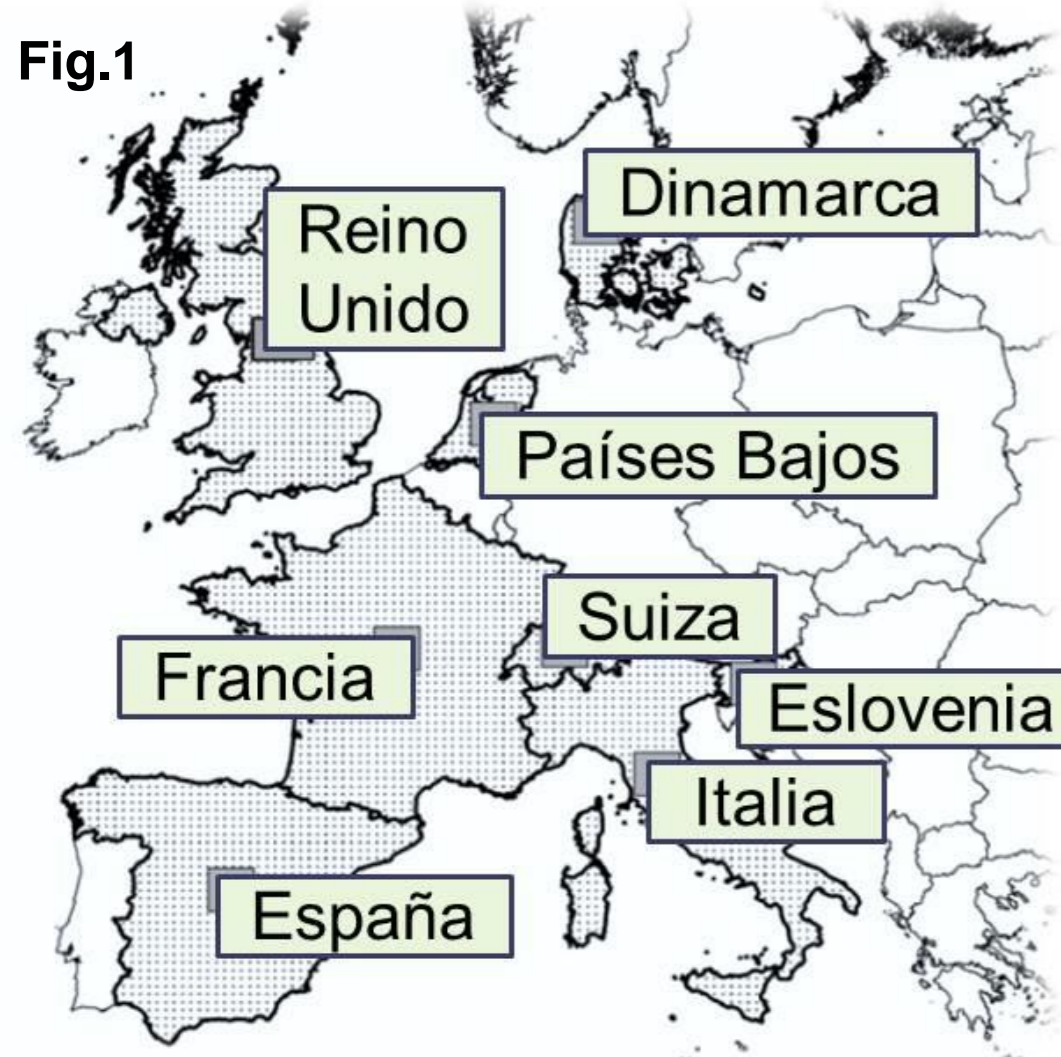 Fig.1
Dinamarca
Reino
Unido
Países Bajos
Suiza
Francia
Eslovenia
Italia
España